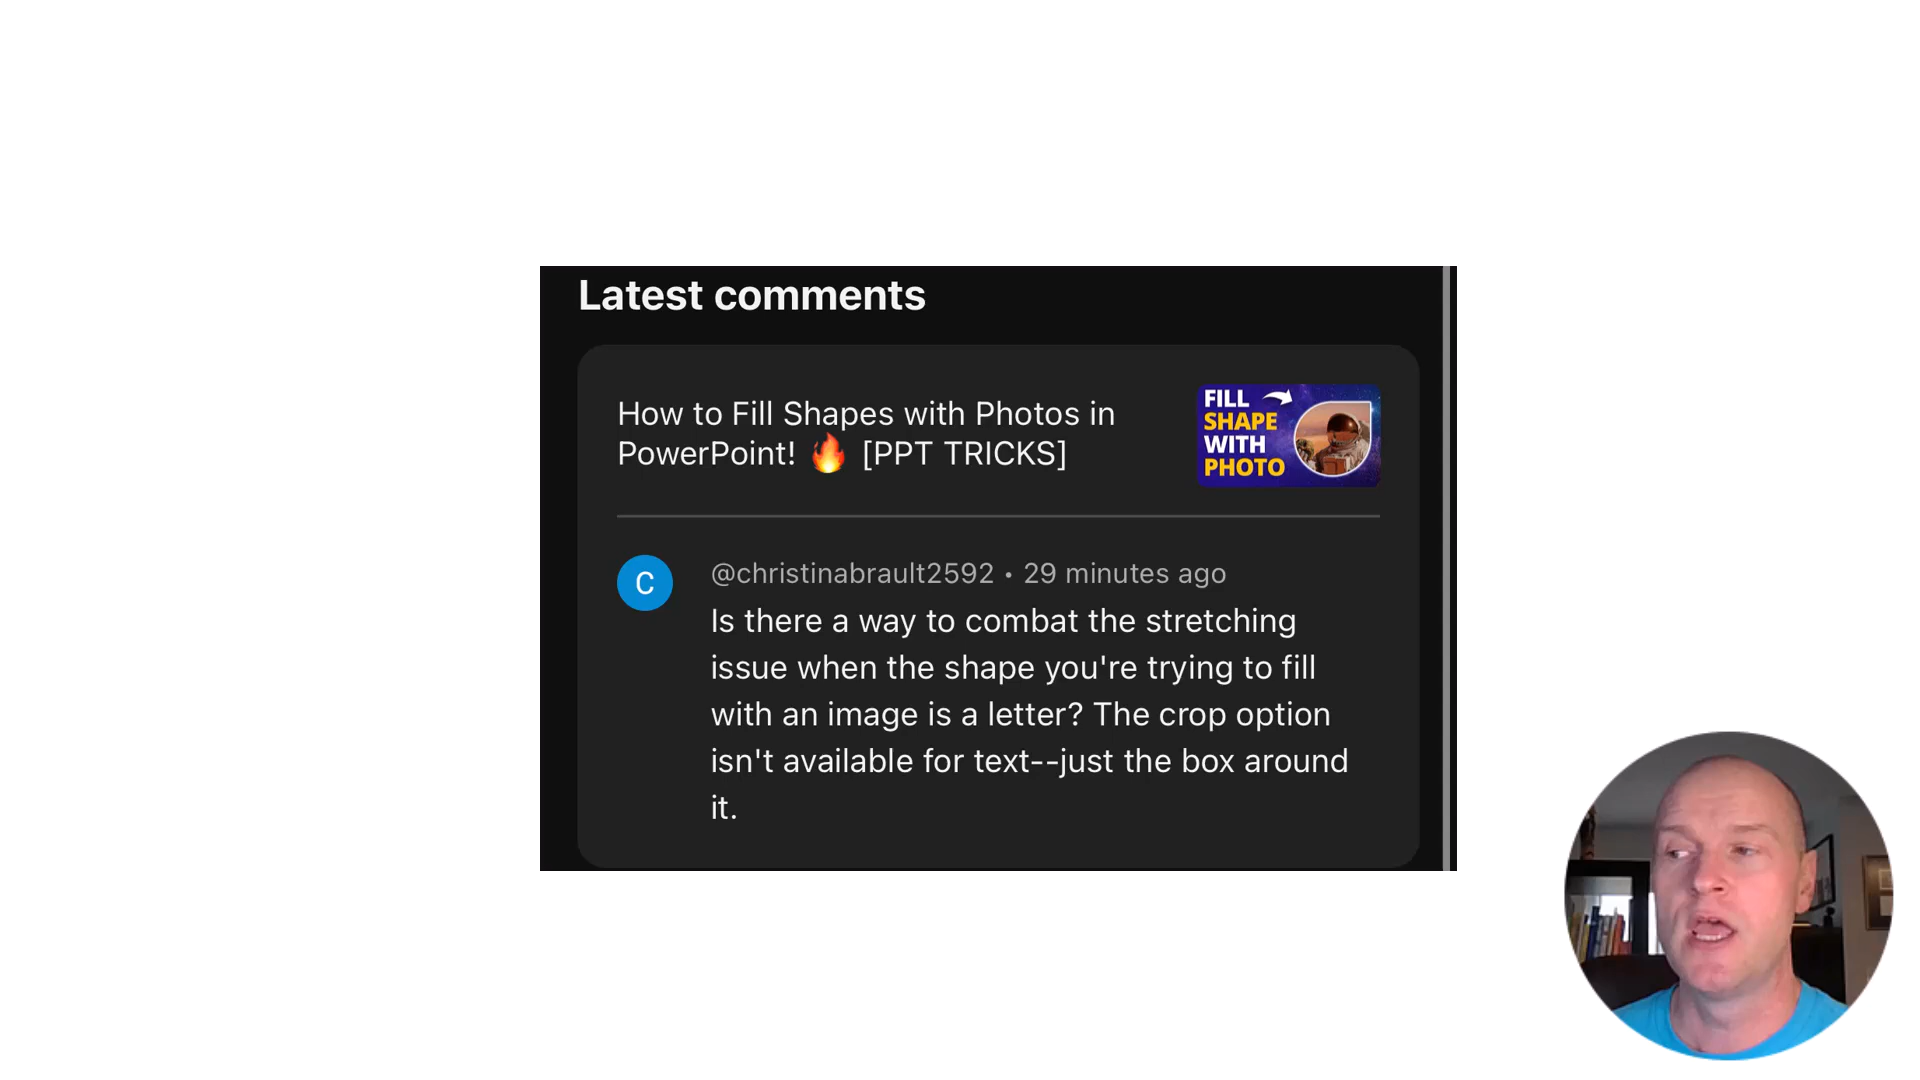 Latest comments
How to Fill Shapes with Photos in
PowerPoint! 🔥 [PPT TRICKS]
FILL
SHAPE
WITH
PHOTO
C
@christinabrault2592 • 29 minutes ago
Is there a way to combat the stretching
issue when the shape you're trying to fill
with an image is a letter? The crop option
isn't available for text--just the box around
it.